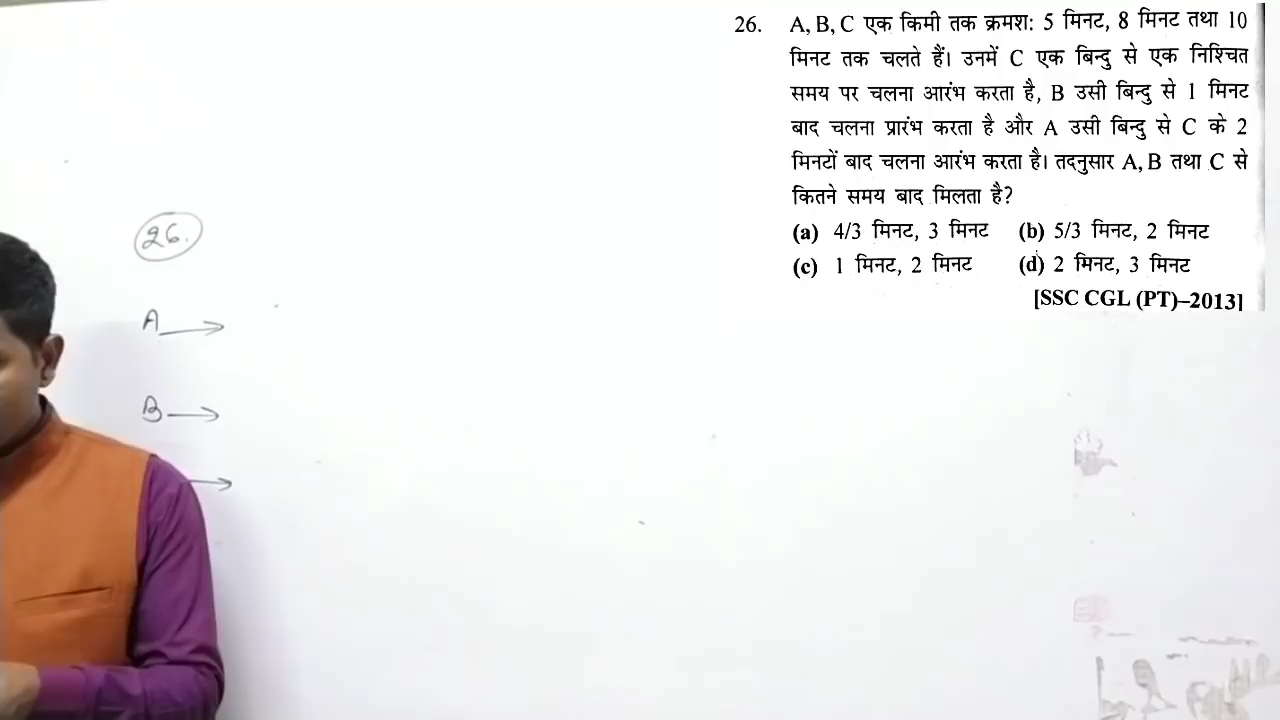 26. A, B, C एक किमी तक क्रमश: 5 मिनट, 8 मिनट तथा 10
मिनट तक चलते हैं। उनमें C एक बिन्दु से एक निश्चित
समय पर चलना आरंभ करता है, B उसी बिन्दु से 1 मिनट
बाद चलना प्रारंभ करता है और A उसी बिन्दु से C के 2
मिनटों बाद चलना आरंभ करता है। तदनुसार A, B तथा C से
कितने समय बाद मिलता है?
(a) 4/3 मिनट, 3 मिनट (b) 5/3 मिनट, 2 मिनट
(c) 1 मिनट, 2 मिनट (d) 2 मिनट, 3 मिनट
[SSC CGL (PT)–2013]
26.
A →
B →
→